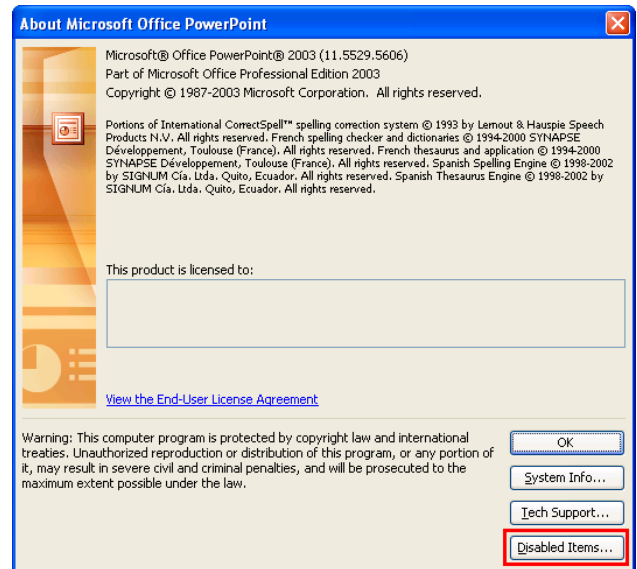 About Microsoft Office PowerPoint
Microsoft® Office PowerPoint® 2003 (11.5529.5606)
Part of Microsoft Office Professional Edition 2003
Copyright © 1987-2003 Microsoft Corporation.  All rights reserved.
Portions of International CorrectSpell™ spelling correction system © 1993 by Lernout & Hauspie Speech
Products N.V. All rights reserved. French spelling checker and dictionaries © 1994-2000 SYNAPSE
Développement, Toulouse (France). All rights reserved. French thesaurus and application © 1994-2000
SYNAPSE Développement, Toulouse (France). All rights reserved. Spanish Spelling Engine © 1998-2002
by SIGNUM Cía. Ltda. Quito, Ecuador. All rights reserved. Spanish Thesaurus Engine © 1998-2002 by
SIGNUM Cía. Ltda. Quito, Ecuador. All rights reserved.
This product is licensed to:
View the End-User License Agreement
Warning: This computer program is protected by copyright law and international
treaties. Unauthorized reproduction or distribution of this program, or any portion of
it, may result in severe civil and criminal penalties, and will be prosecuted to the
maximum extent possible under the law.
OK
System Info...
Tech Support...
Disabled Items...